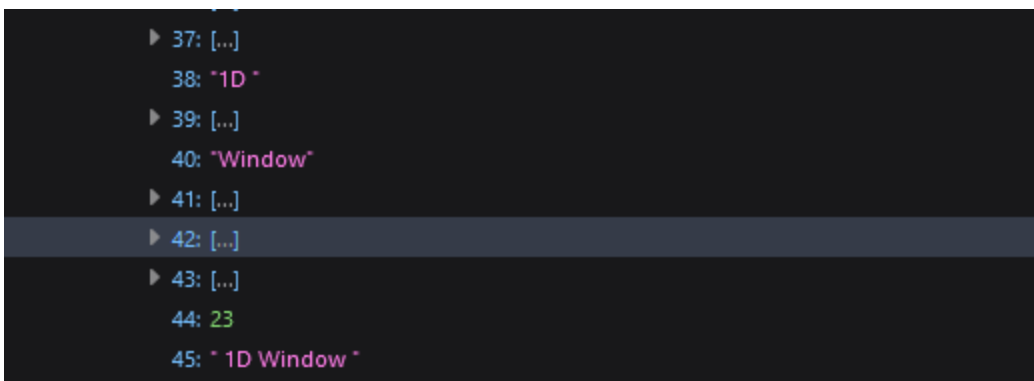 37: […]
38: "1D "
39: […]
40: "Window"
41: […]
42: […]
43: […]
44: 23
45: " 1D Window "